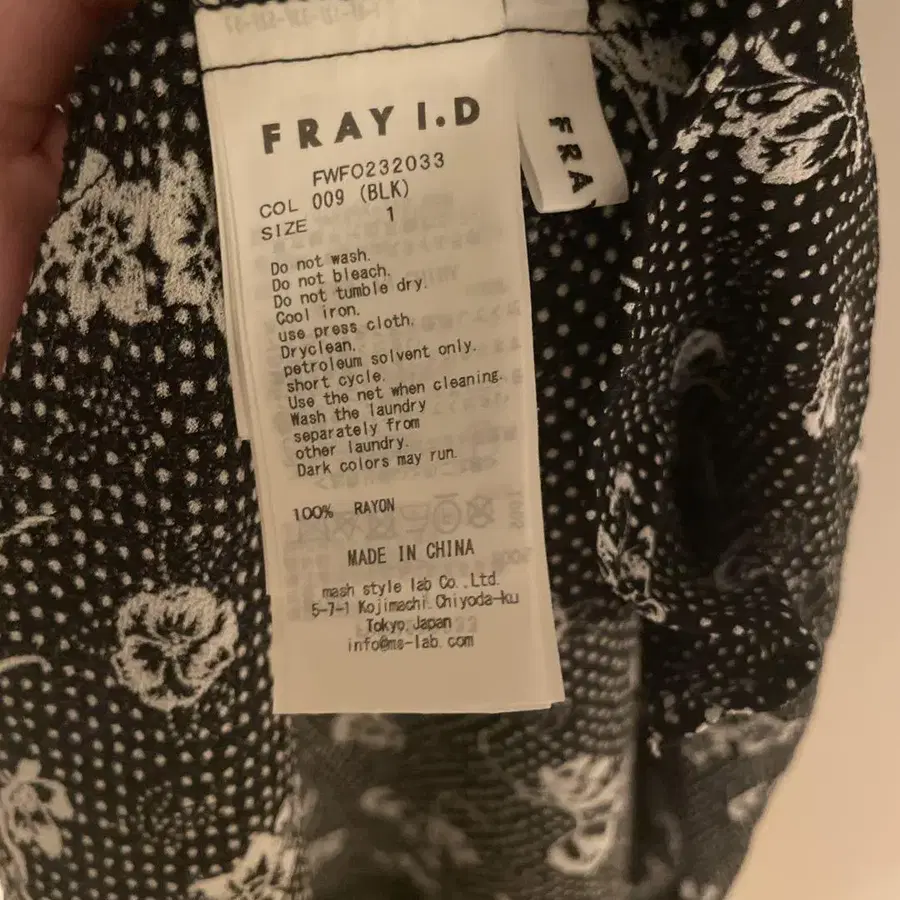 FRAY I.D
FWFO232033
COL 009 (BLK)
SIZE 1
Do not wash.
Do not bleach.
Do not tumble dry.
Cool iron.
use press cloth.
Dryclean.
petroleum solvent only.
short cycle.
Use the net when cleaning.
Wash the laundry
separately from
other laundry.
Dark colors may run.
100% RAYON
MADE IN CHINA
mash style lab Co.,Ltd.
5-7-1 Kojimachi.Chiyoda-ku
Tokyo.Japan
info@ms-lab.com
FRA